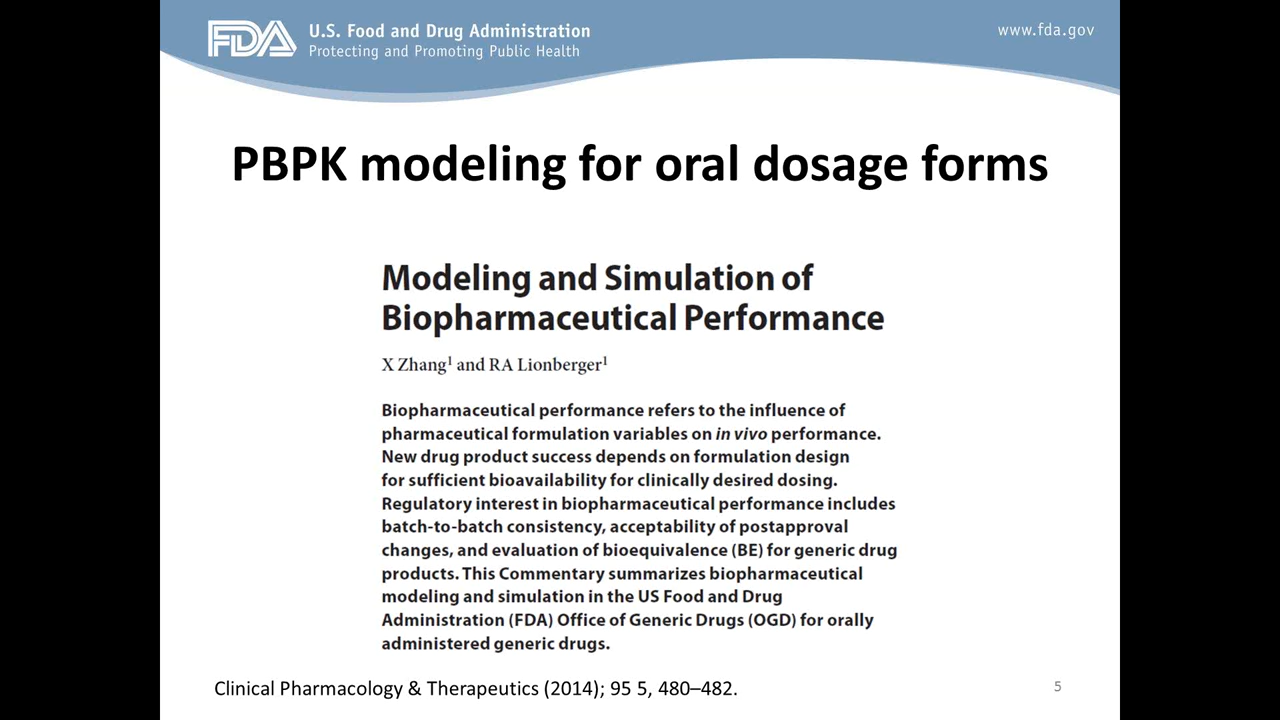 FDA
U.S. Food and Drug Administration
Protecting and Promoting Public Health
www.fda.gov
PBPK modeling for oral dosage forms
Modeling and Simulation of
Biopharmaceutical Performance
X Zhang¹ and RA Lionberger¹
Biopharmaceutical performance refers to the influence of
pharmaceutical formulation variables on in vivo performance.
New drug product success depends on formulation design
for sufficient bioavailability for clinically desired dosing.
Regulatory interest in biopharmaceutical performance includes
batch-to-batch consistency, acceptability of postapproval
changes, and evaluation of bioequivalence (BE) for generic drug
products. This Commentary summarizes biopharmaceutical
modeling and simulation in the US Food and Drug
Administration (FDA) Office of Generic Drugs (OGD) for orally
administered generic drugs.
Clinical Pharmacology & Therapeutics (2014); 95 5, 480–482.
5